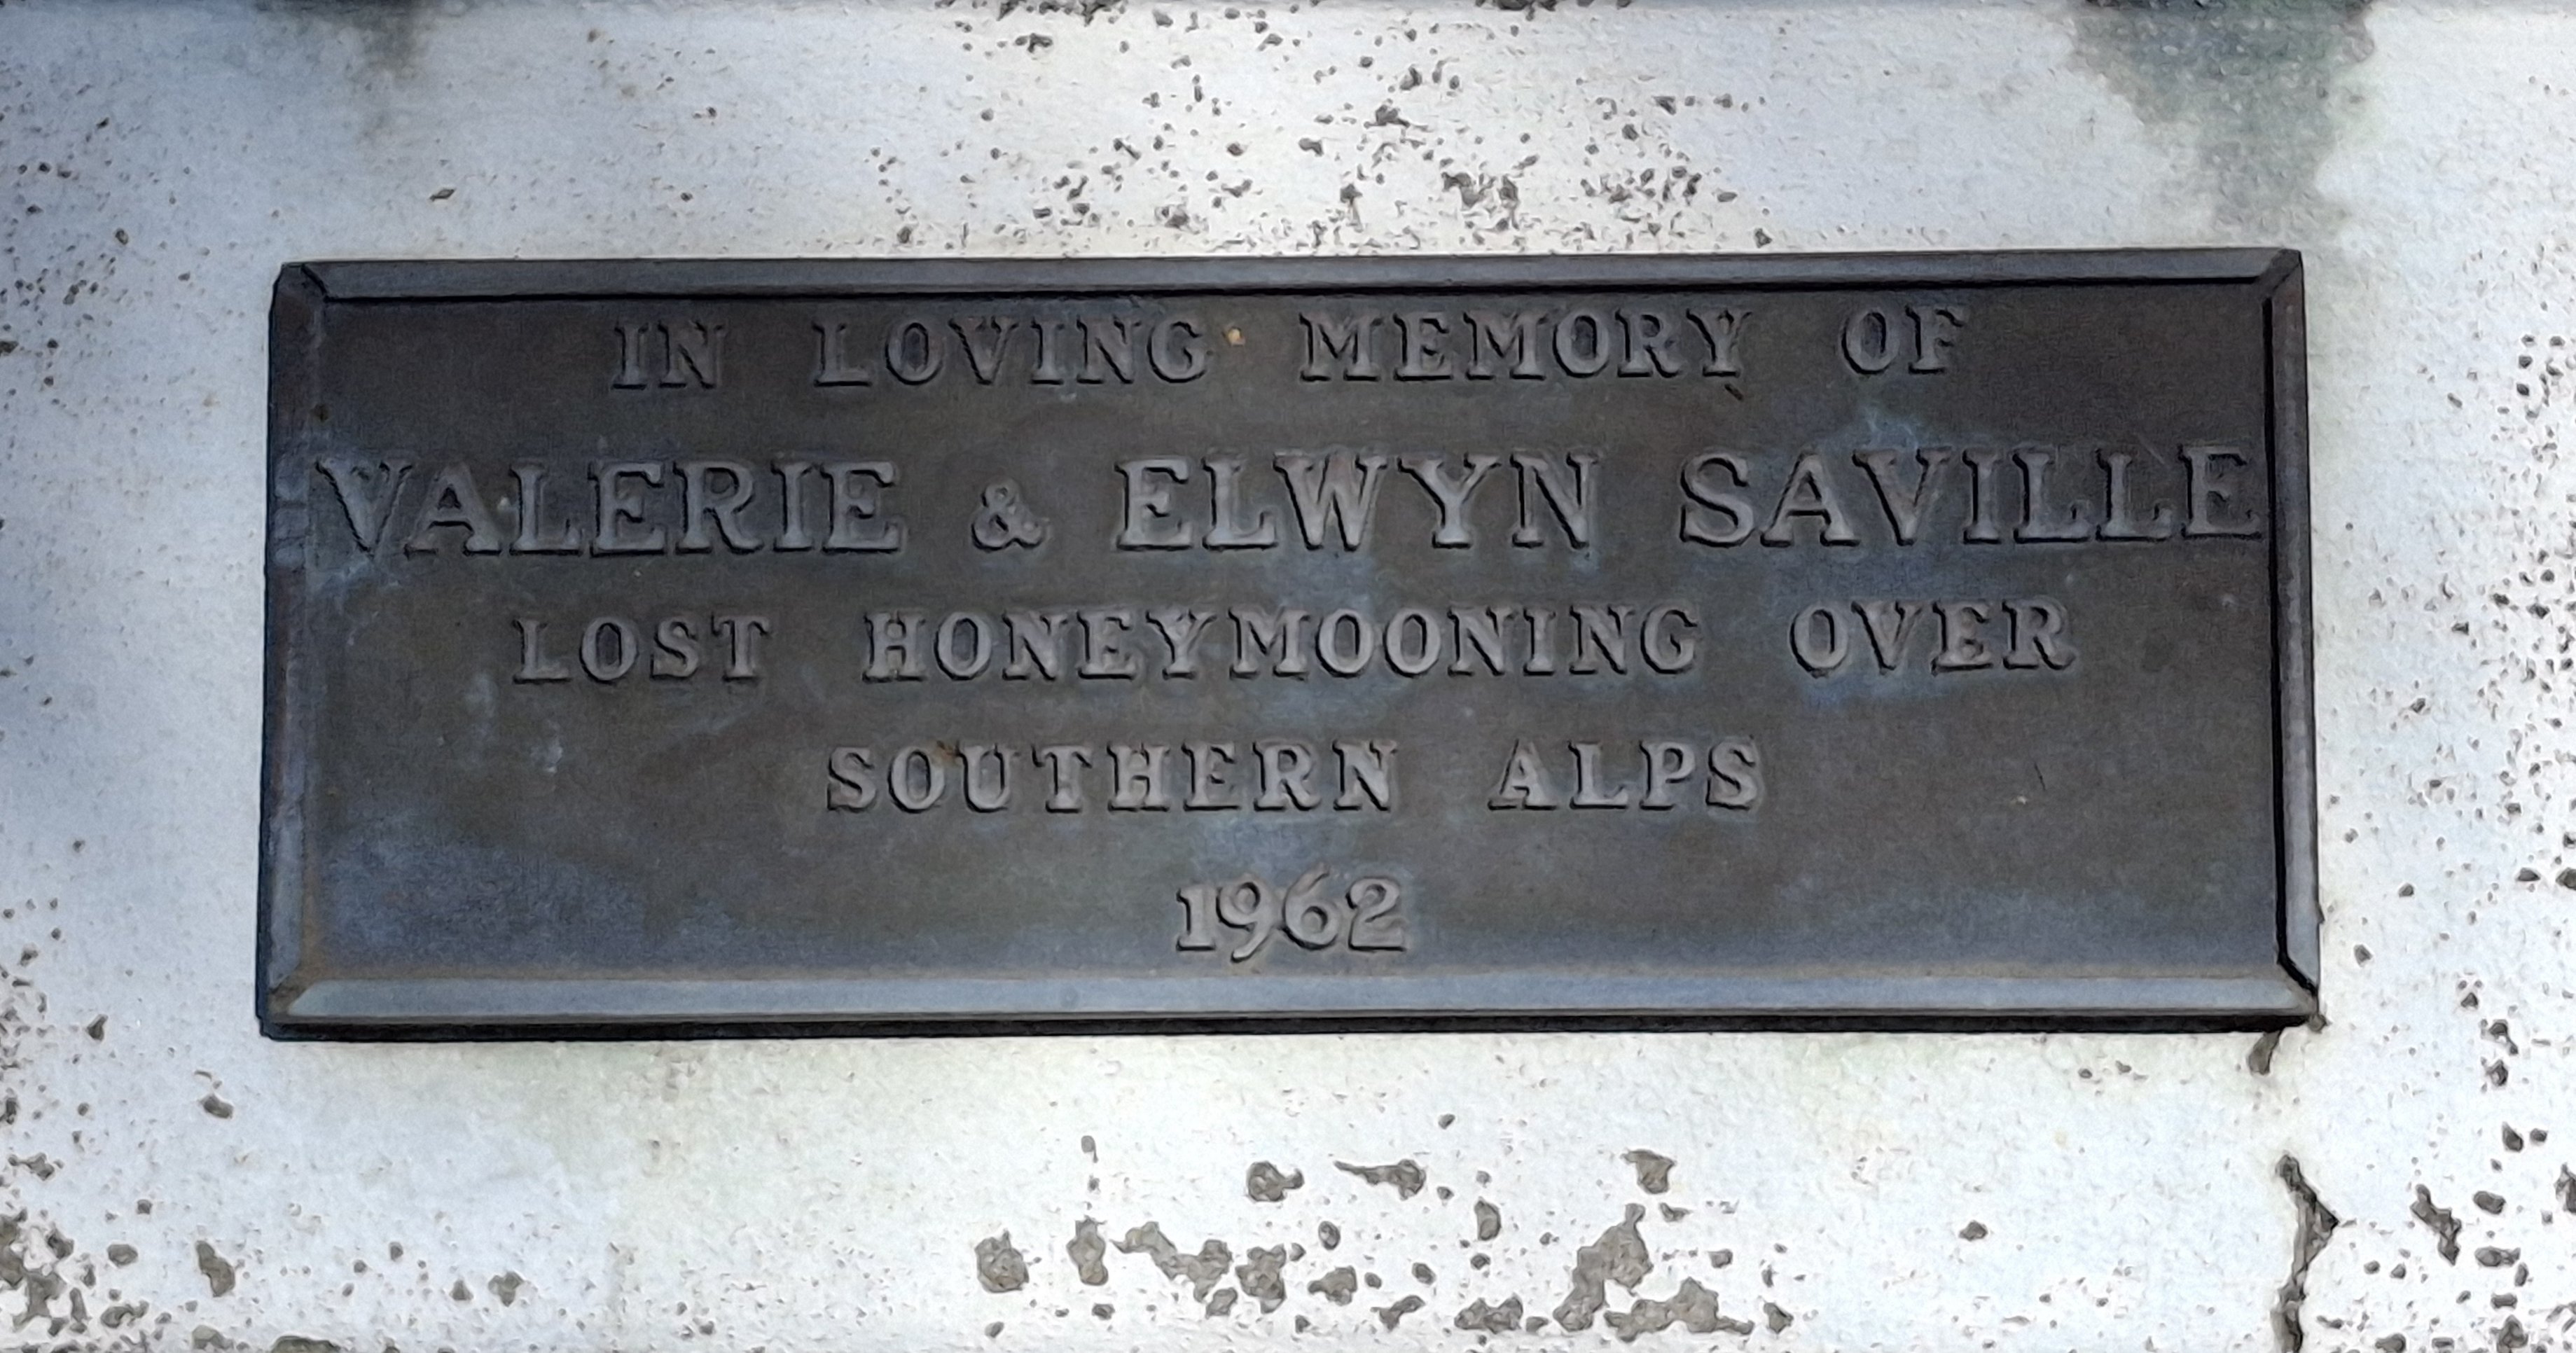 IN LOVING MEMORY OF
VALERIE & ELWYN SAVILLE
LOST HONEYMOONING OVER
SOUTHERN ALPS
1962